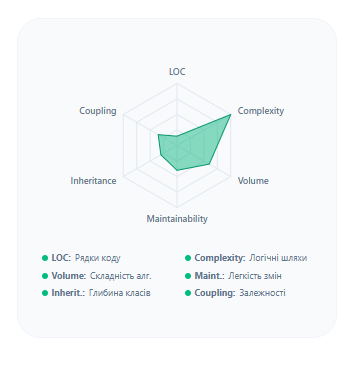 LOC
Coupling
Complexity
Inheritance
Volume
Maintainability
LOC: Рядки коду
Complexity: Логічні шляхи
Volume: Складність алг.
Maint.: Легкість змін
Inherit.: Глибина класів
Coupling: Залежності